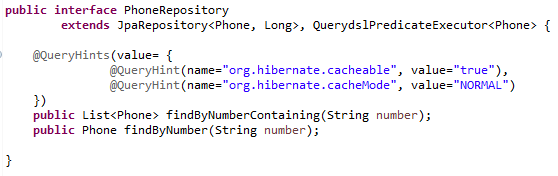 public interface PhoneRepository
extends JpaRepository<Phone, Long>, QuerydslPredicateExecutor<Phone> {
@QueryHints(value= {
@QueryHint(name="org.hibernate.cacheable", value="true"),
@QueryHint(name="org.hibernate.cacheMode", value="NORMAL")
})
public List<Phone> findByNumberContaining(String number);
public Phone findByNumber(String number);
}